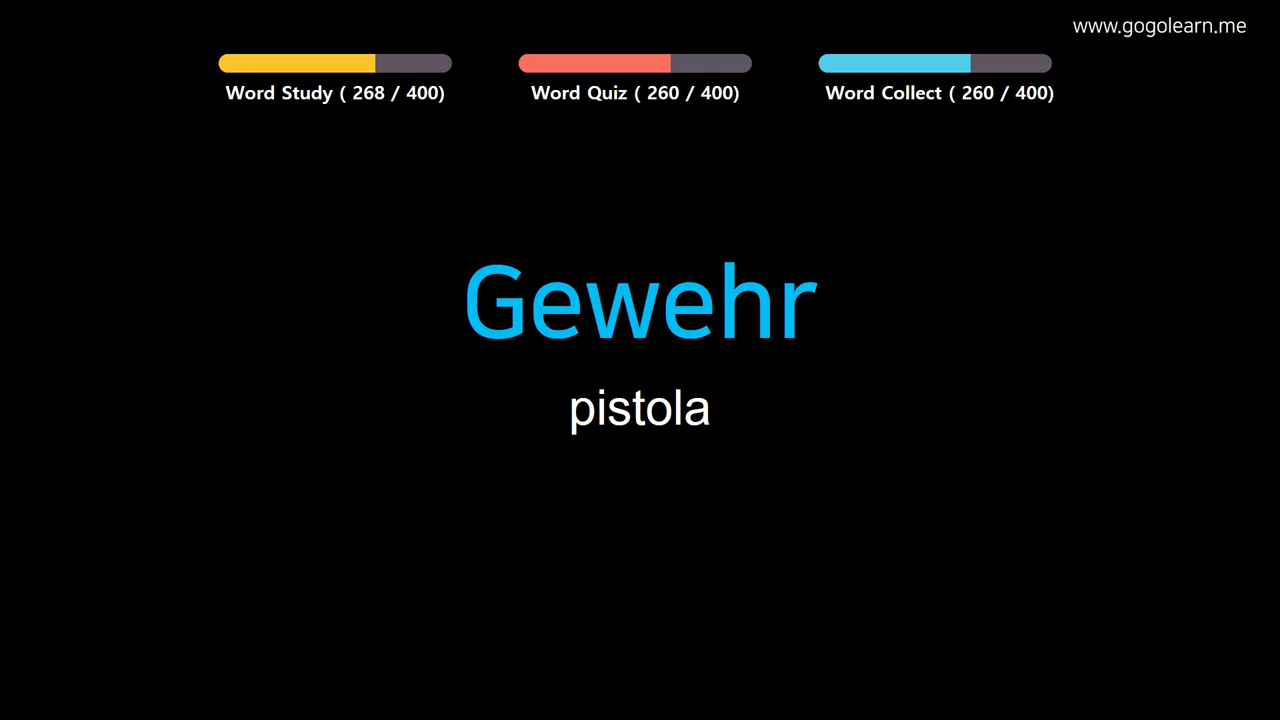 www.gogolearn.me
Word Study ( 268 / 400)
Word Quiz ( 260 / 400)
Word Collect ( 260 / 400)
Gewehr
pistola